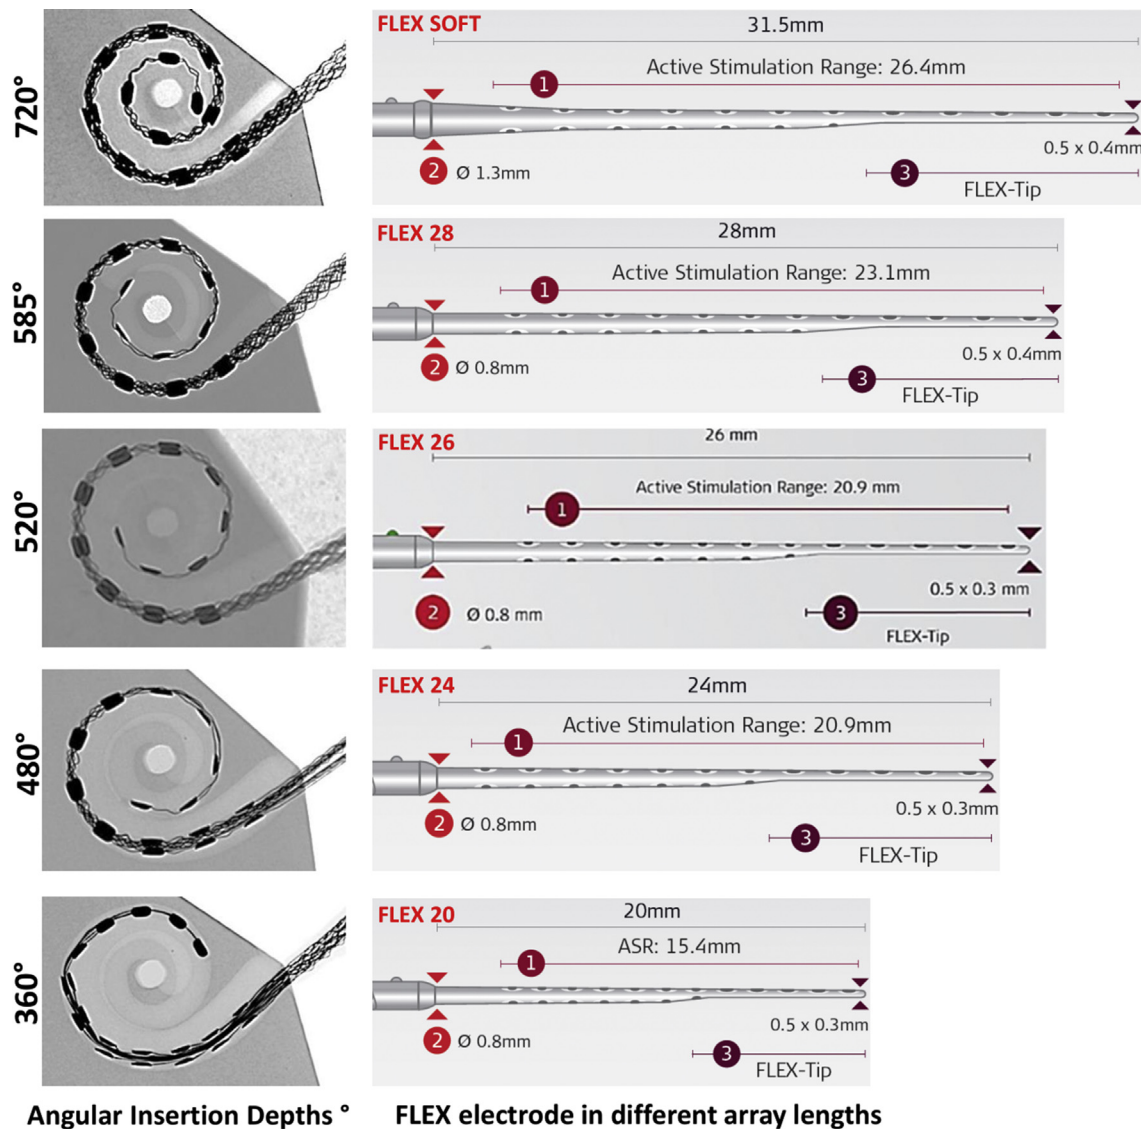 720°
FLEX SOFT
31.5mm
Active Stimulation Range: 26.4mm
1
2 Ø 1.3mm
0.5 x 0.4mm
3
FLEX-Tip
585°
FLEX 28
28mm
Active Stimulation Range: 23.1mm
1
2 Ø 0.8mm
0.5 x 0.4mm
3
FLEX-Tip
520°
FLEX 26
26 mm
Active Stimulation Range: 20.9 mm
1
2 Ø 0.8 mm
0.5 x 0.3 mm
3
FLEX-Tip
480°
FLEX 24
24mm
Active Stimulation Range: 20.9mm
1
2 Ø 0.8mm
0.5 x 0.3mm
3
FLEX-Tip
360°
FLEX 20
20mm
ASR: 15.4mm
1
2 Ø 0.8mm
0.5 x 0.3mm
3
FLEX-Tip
Angular Insertion Depths ° FLEX electrode in different array lengths